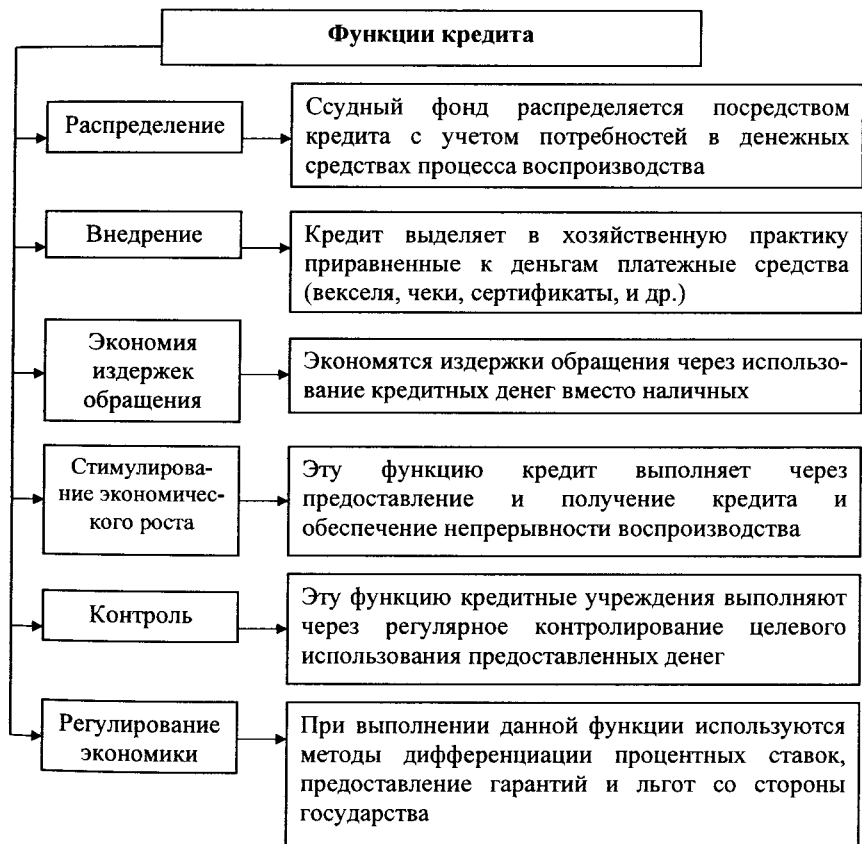 Функции кредита
Распределение
Ссудный фонд распределяется посредством
кредита с учетом потребностей в денежных
средствах процесса воспроизводства
Внедрение
Кредит выделяет в хозяйственную практику
приравненные к деньгам платежные средства
(векселя, чеки, сертификаты, и др.)
Экономия
издержек
обращения
Экономятся издержки обращения через использо-
вание кредитных денег вместо наличных
Стимулирова-
ние экономичес-
кого роста
Эту функцию кредит выполняет через
предоставление и получение кредита и
обеспечение непрерывности воспроизводства
Контроль
Эту функцию кредитные учреждения выполняют
через регулярное контролирование целевого
использования предоставленных денег
Регулирование
экономики
При выполнении данной функции используются
методы дифференциации процентных ставок,
предоставление гарантий и льгот со стороны
государства